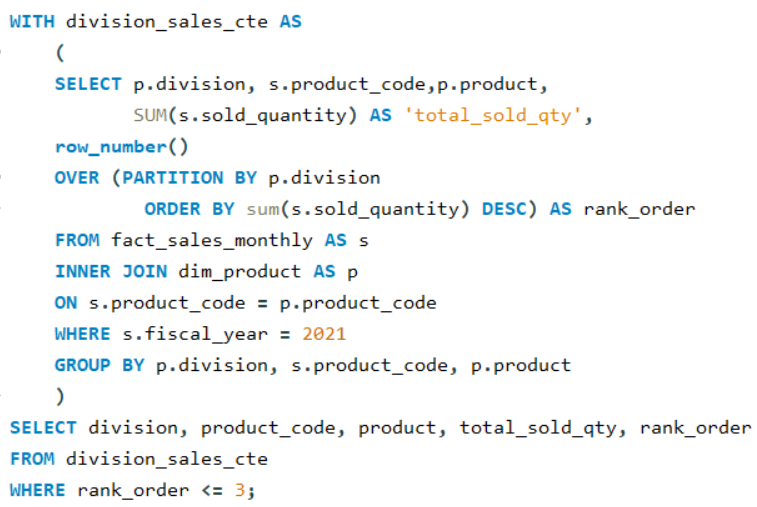 WITH division_sales_cte AS
(
SELECT p.division, s.product_code,p.product,
SUM(s.sold_quantity) AS 'total_sold_qty',
row_number()
OVER (PARTITION BY p.division
ORDER BY sum(s.sold_quantity) DESC) AS rank_order
FROM fact_sales_monthly AS s
INNER JOIN dim_product AS p
ON s.product_code = p.product_code
WHERE s.fiscal_year = 2021
GROUP BY p.division, s.product_code, p.product
)
SELECT division, product_code, product, total_sold_qty, rank_order
FROM division_sales_cte
WHERE rank_order <= 3;